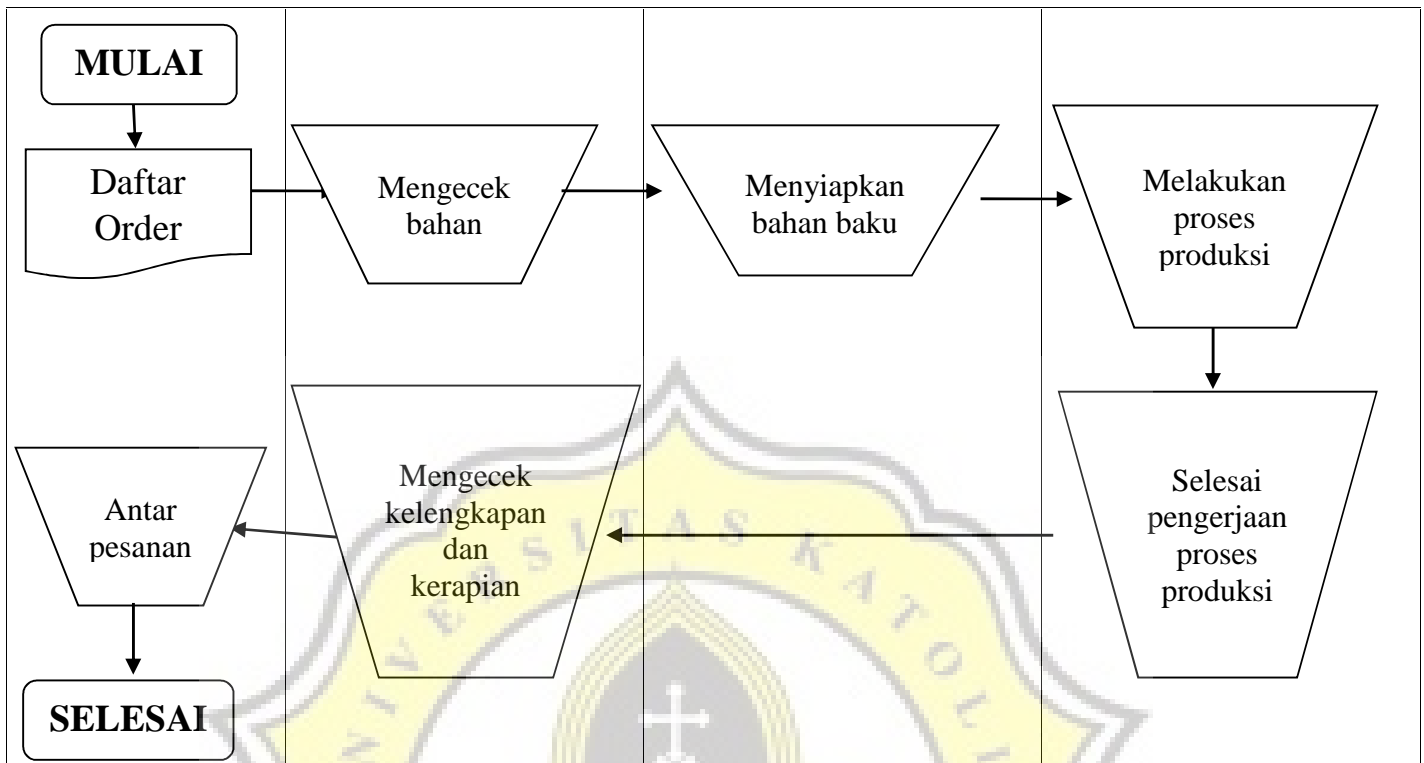 MULAI
Daftar
Order
Mengecek
bahan
Menyiapkan
bahan baku
Melakukan
proses
produksi
Selesai
pengerjaan
proses
produksi
Mengecek
kelengkapan
dan
kerapian
Antar
pesanan
SELESAI